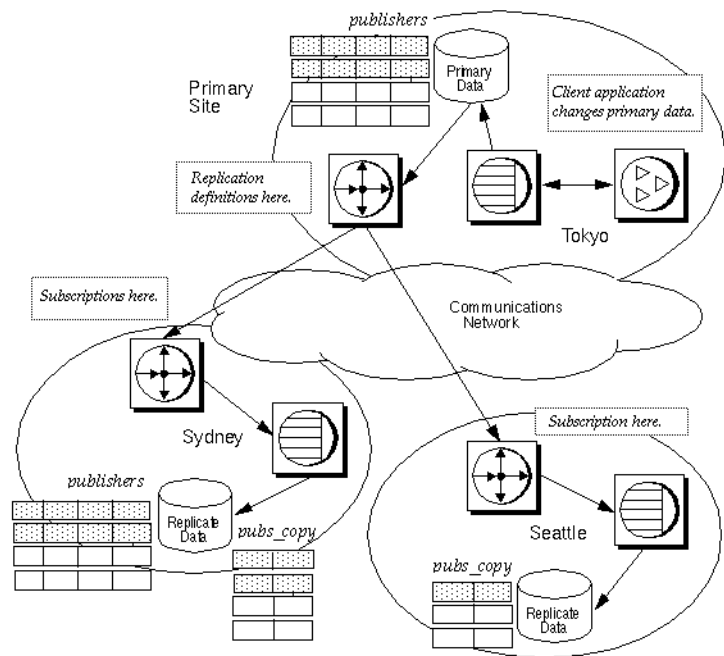 publishers
Primary
Data
Primary
Site
Client application
changes primary data.
Replication
definitions here.
Tokyo
Subscriptions here.
Communications
Network
Sydney
Subscription here.
publishers
Replicate
Data
pubs_copy
Seattle
pubs_copy
Replicate
Data